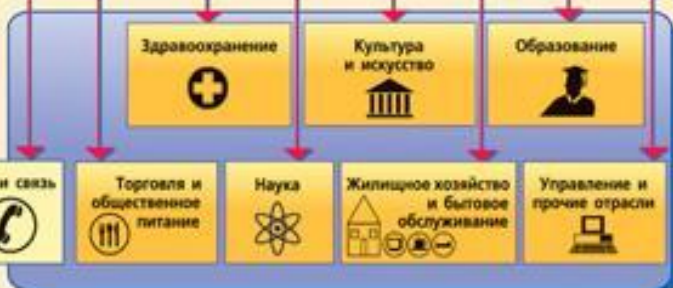 Здравоохранение
Культура
и искусство
Образование
и связь
Торговля и
общественное
питание
Наука
Жилищное хозяйство
и бытовое
обслуживание
Управление и
прочие отрасли